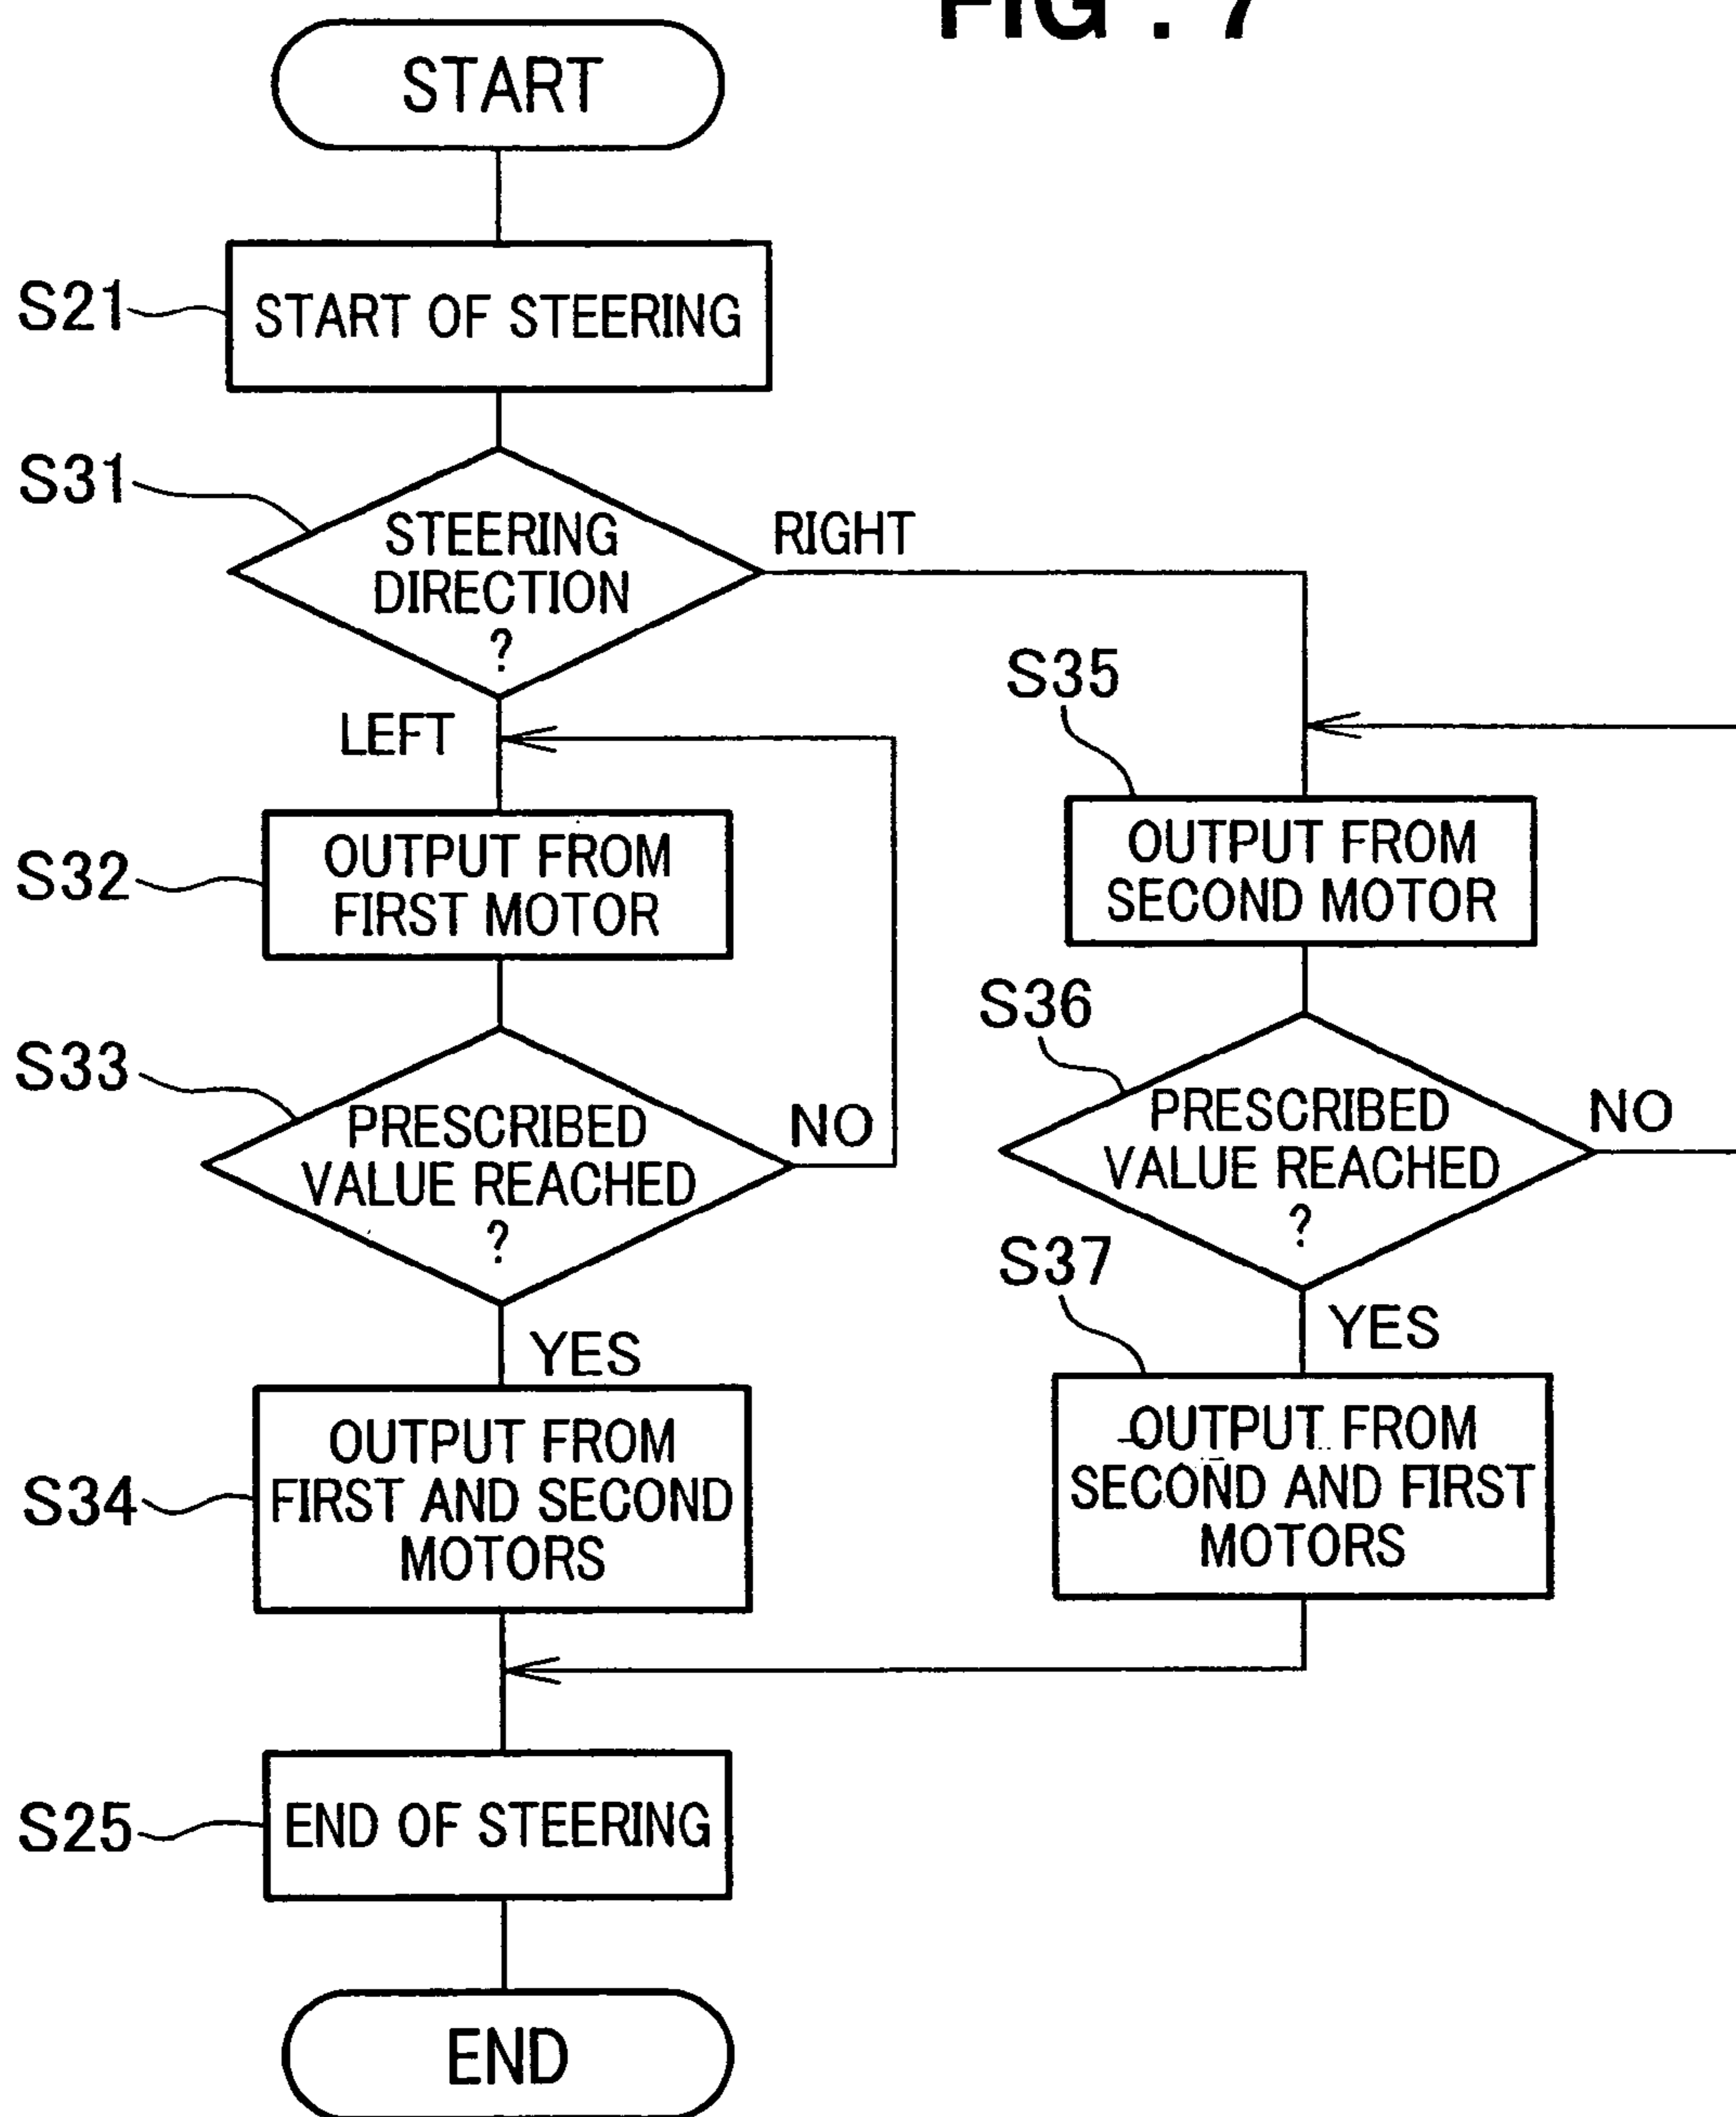 FIG. 7
START
S21
START OF STEERING
S31
STEERING
DIRECTION
?
RIGHT
LEFT
S32
OUTPUT FROM
FIRST MOTOR
S33
PRESCRIBED
VALUE REACHED
?
NO
YES
S34
OUTPUT FROM
FIRST AND SECOND
MOTORS
S35
OUTPUT FROM
SECOND MOTOR
S36
PRESCRIBED
VALUE REACHED
?
NO
S37
YES
OUTPUT FROM
SECOND AND FIRST
MOTORS
S25
END OF STEERING
END